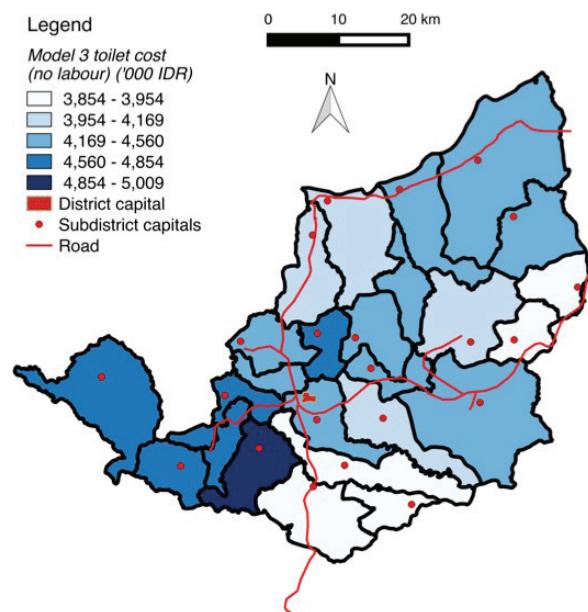 Legend
Model 3 toilet cost
(no labour) ('000 IDR)
3,854 - 3,954
3,954 - 4,169
4,169 - 4,560
4,560 - 4,854
4,854 - 5,009
District capital
Subdistrict capitals
Road
0 10 20 km
N